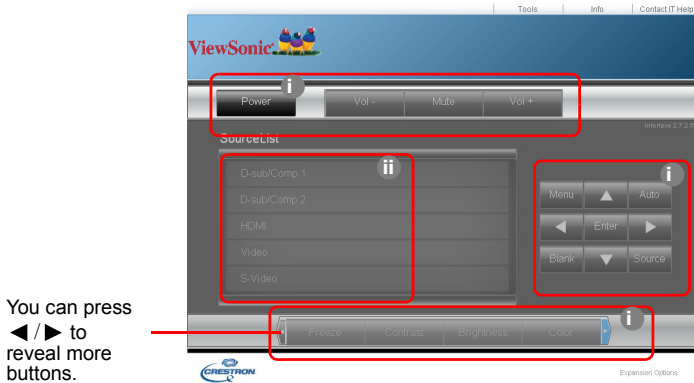 Tools Info Contact IT Help
ViewSonic
i
Power Vol - Mute Vol +
Interface 2.7.2.6
SourceList
ii
i
D-sub/Comp.1
D-sub/Comp.2
HDMI
Video
S-Video
Menu Auto
Enter
Blank Source
i
Freeze Contrast Brightness Color
You can press
◀ / ▶ to
reveal more
buttons.
CRESTRON
Expansion Options